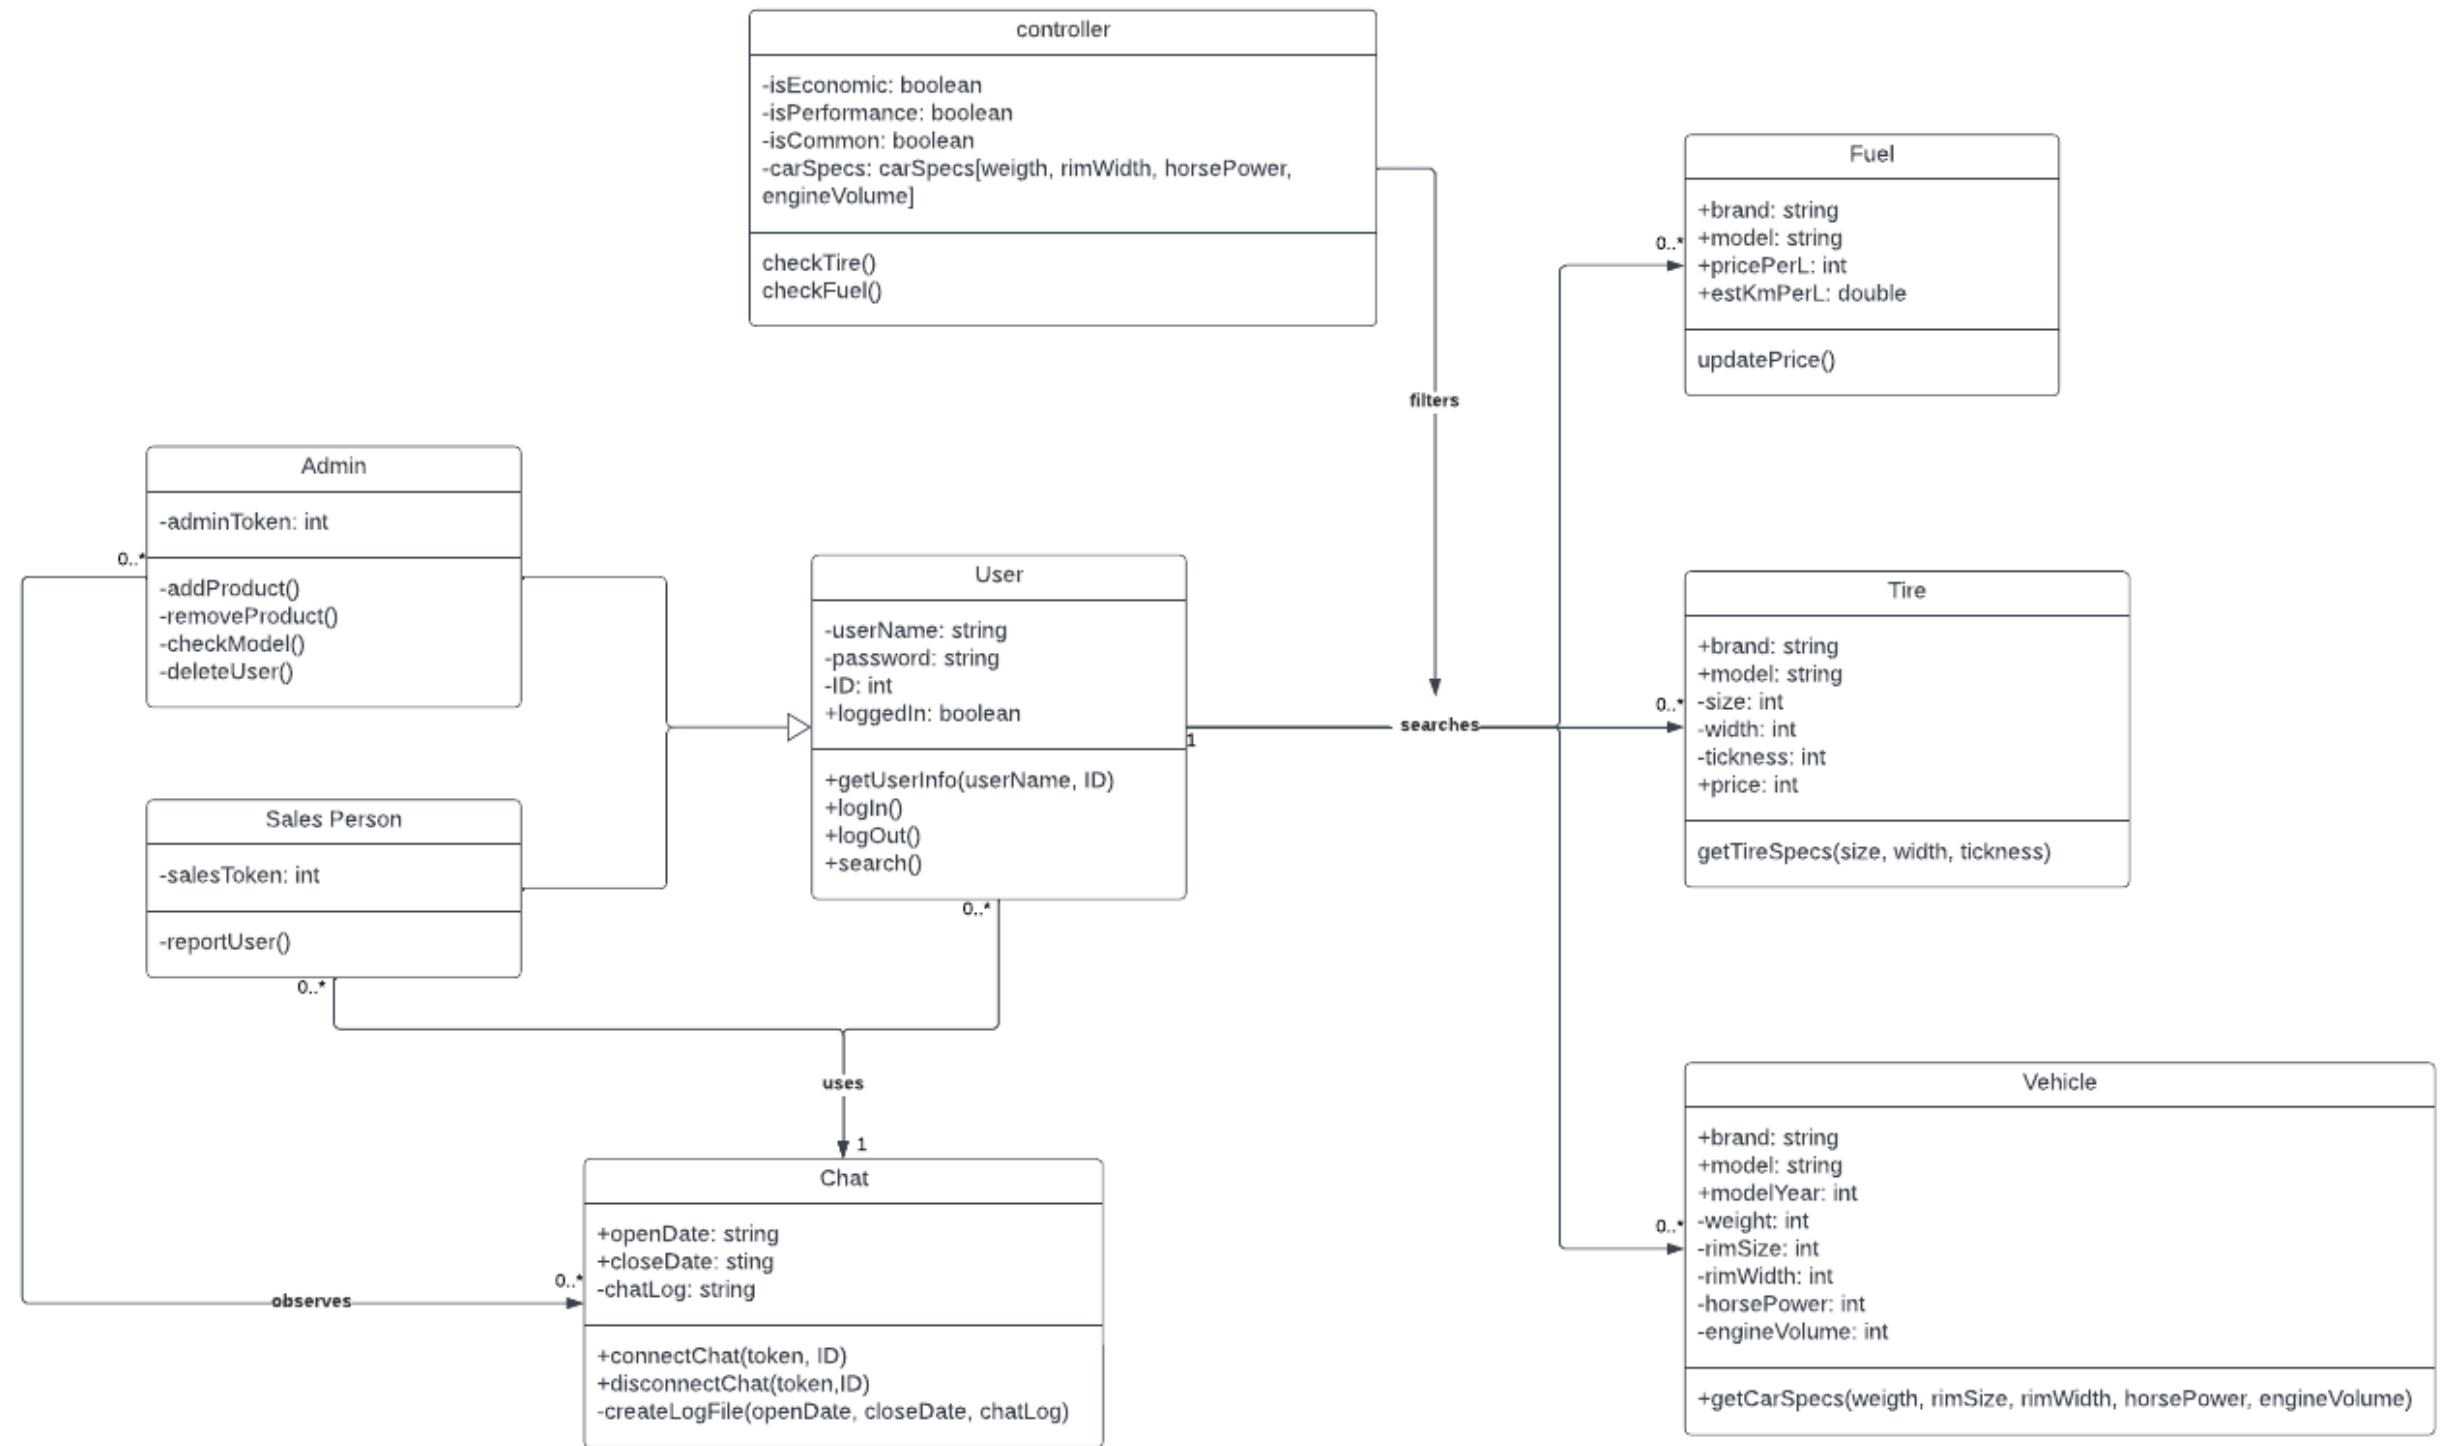 controller
-isEconomic: boolean
-isPerformance: boolean
-isCommon: boolean
-carSpecs: carSpecs[weigth, rimWidth, horsePower,
engineVolume]
checkTire()
checkFuel()
filters
Fuel
+brand: string
+model: string
+pricePerL: int
+estKmPerL: double
updatePrice()
0..*
Admin
-adminToken: int
-addProduct()
-removeProduct()
-checkModel()
-deleteUser()
0..*
User
-userName: string
-password: string
-ID: int
+loggedIn: boolean
+getUserInfo(userName, ID)
+logIn()
+logOut()
+search()
1
0..*
searches
Tire
+brand: string
+model: string
-size: int
-width: int
-tickness: int
+price: int
getTireSpecs(size, width, tickness)
0..*
Sales Person
-salesToken: int
-reportUser()
0..*
uses
1
observes
0..*
Chat
+openDate: string
+closeDate: sting
-chatLog: string
+connectChat(token, ID)
+disconnectChat(token,ID)
-createLogFile(openDate, closeDate, chatLog)
Vehicle
+brand: string
+model: string
+modelYear: int
-weight: int
-rimSize: int
-rimWidth: int
-horsePower: int
-engineVolume: int
+getCarSpecs(weigth, rimSize, rimWidth, horsePower, engineVolume)
0..*